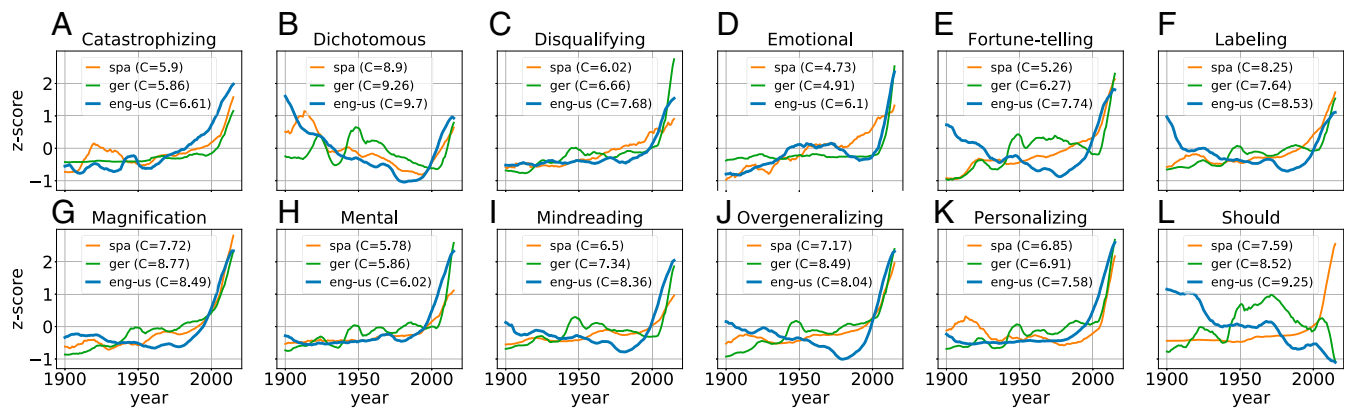 A
Catastrophizing
spa (C=5.9)
ger (C=5.86)
eng-us (C=6.61)
B
Dichotomous
spa (C=8.9)
ger (C=9.26)
eng-us (C=9.7)
C
Disqualifying
spa (C=6.02)
ger (C=6.66)
eng-us (C=7.68)
D
Emotional
spa (C=4.73)
ger (C=4.91)
eng-us (C=6.1)
E
Fortune-telling
spa (C=5.26)
ger (C=6.27)
eng-us (C=7.74)
F
Labeling
spa (C=8.25)
ger (C=7.64)
eng-us (C=8.53)
z-score
2
1
0
−1
G
Magnification
spa (C=7.72)
ger (C=8.77)
eng-us (C=8.49)
H
Mental
spa (C=5.78)
ger (C=5.86)
eng-us (C=6.02)
I
Mindreading
spa (C=6.5)
ger (C=7.34)
eng-us (C=8.36)
J
Overgeneralizing
spa (C=7.17)
ger (C=8.49)
eng-us (C=8.04)
K
Personalizing
spa (C=6.85)
ger (C=6.91)
eng-us (C=7.58)
L
Should
spa (C=7.59)
ger (C=8.52)
eng-us (C=9.25)
z-score
2
1
0
−1
1900 1950 2000
year
1900 1950 2000
year
1900 1950 2000
year
1900 1950 2000
year
1900 1950 2000
year
1900 1950 2000
year